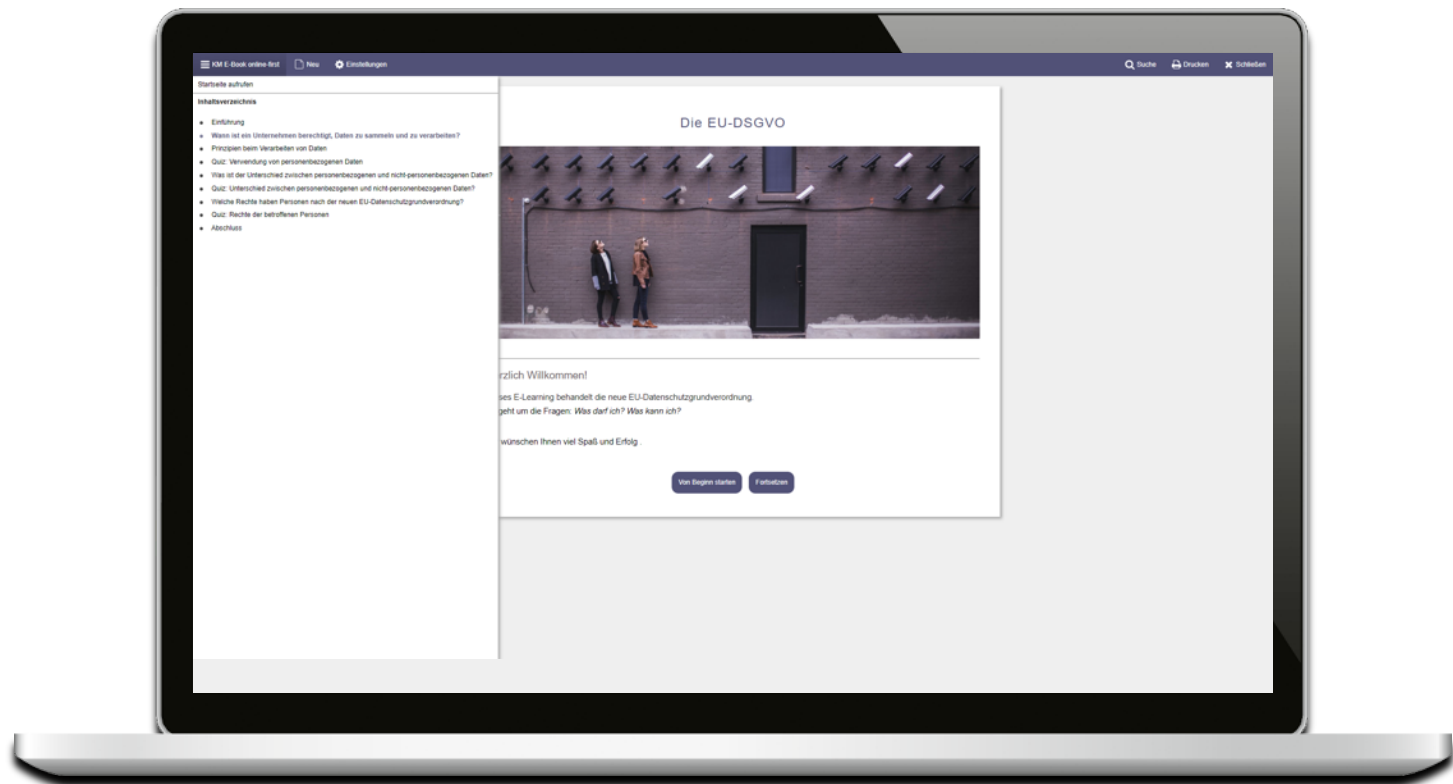 KM E-Book online-first Neu Einstellungen Suche Drucken Schließen
Startseite aufrufen
Inhaltsverzeichnis
Einführung
Wann ist ein Unternehmen berechtigt, Daten zu sammeln und zu verarbeiten?
Prinzipien beim Verarbeiten von Daten
Quiz: Verwendung von personenbezogenen Daten
Was ist der Unterschied zwischen personenbezogenen und nicht-personenbezogenen Daten?
Quiz: Unterschied zwischen personenbezogenen und nicht-personenbezogenen Daten?
Welche Rechte haben Personen nach der neuen EU-Datenschutzgrundverordnung?
Quiz: Rechte der betroffenen Personen
Abschluss
Die EU-DSGVO
rzlich Willkommen!
ses E-Learning behandelt die neue EU-Datenschutzgrundverordnung.
geht um die Fragen: Was darf ich? Was kann ich?
wünschen Ihnen viel Spaß und Erfolg .
Von Beginn starten Fortsetzen